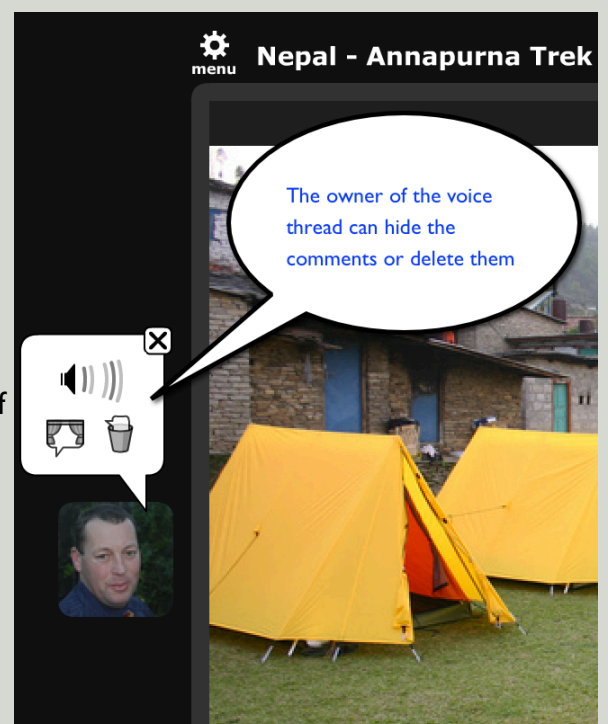 menu
Nepal - Annapurna Trek
The owner of the voice
thread can hide the
comments or delete them
f